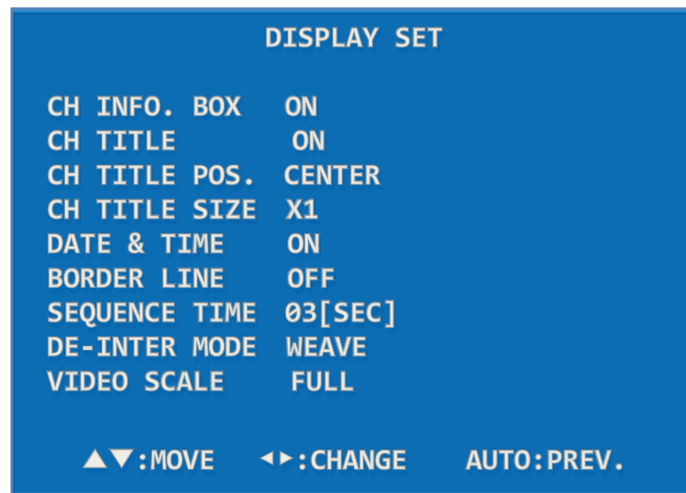 DISPLAY SET
CH INFO. BOX ON
CH TITLE ON
CH TITLE POS. CENTER
CH TITLE SIZE X1
DATE & TIME ON
BORDER LINE OFF
SEQUENCE TIME 03[SEC]
DE-INTER MODE WEAVE
VIDEO SCALE FULL
▲▼:MOVE ◄►:CHANGE AUTO:PREV.